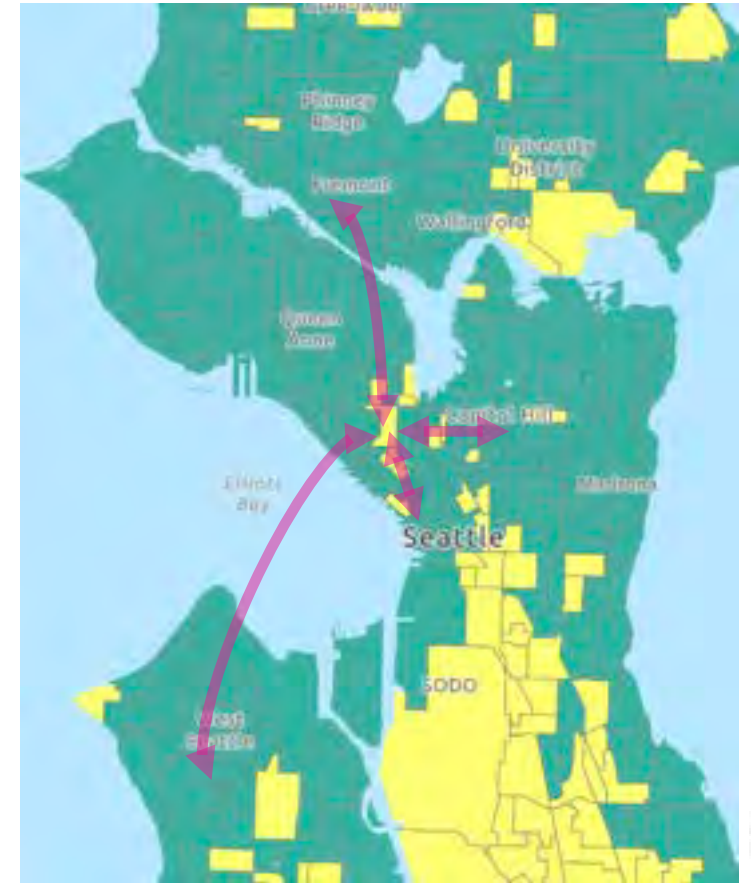 Phinney
Ridge
University
District
Fremont
Wallingford
Queen
Anne
Capitol Hill
Elliott
Bay
Madrona
Seattle
SODO
West
Seattle